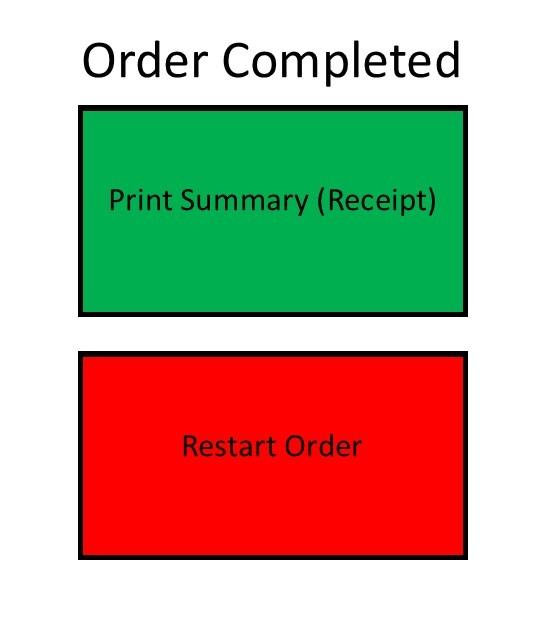 Order Completed
Print Summary (Receipt)
Restart Order